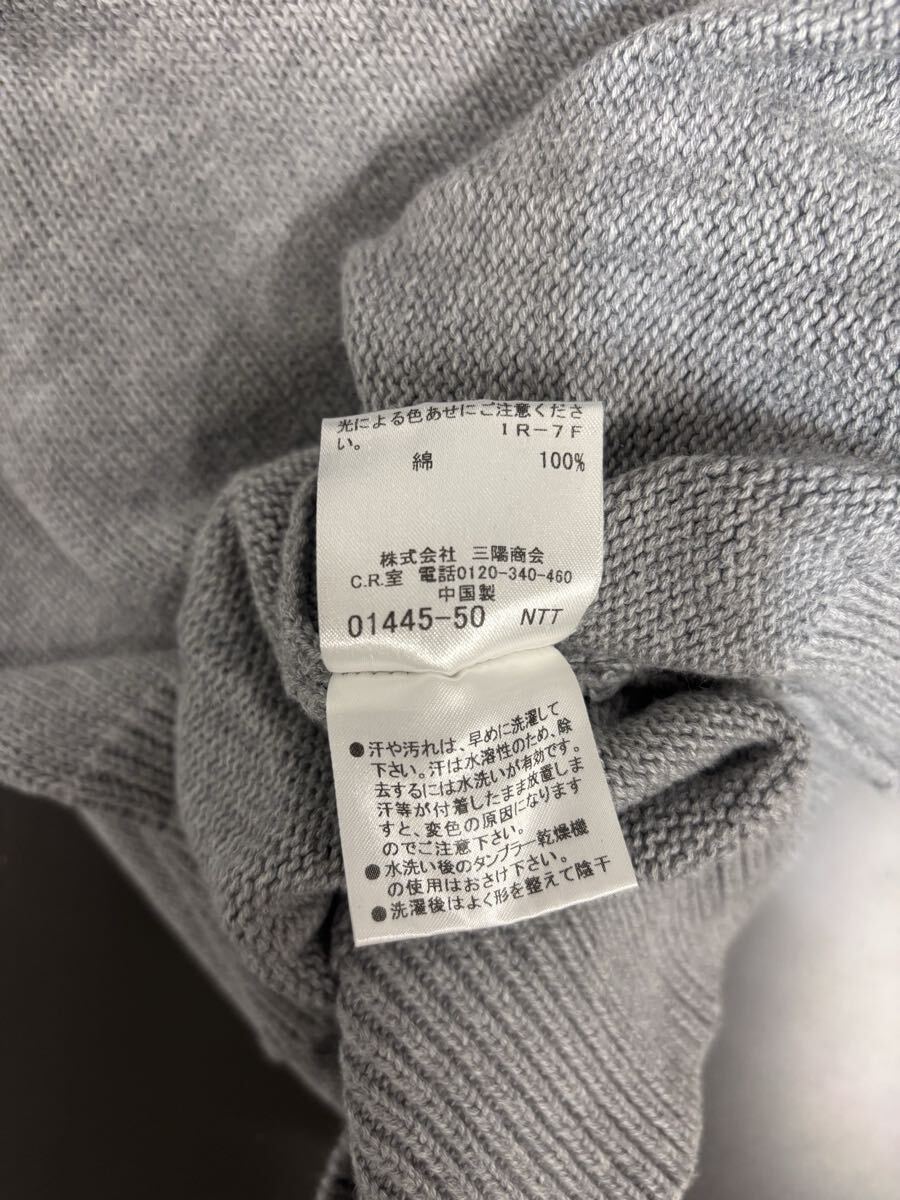 光による色あせにご注意くださ
い。 1R-7F
綿 100%
株式会社 三陽商会
C.R.室 電話0120-340-460
中国製
01445-50 NTT
●汗や汚れは、早めに洗濯して
下さい。汗は水溶性のため、除
去するには水洗いが有効です。
汗等が付着したまま放置しま
すと、変色の原因になります
のでご注意下さい。
●水洗い後のタンブラー乾燥機
の使用はおさけ下さい。
●洗濯後はよく形を整えて陰干